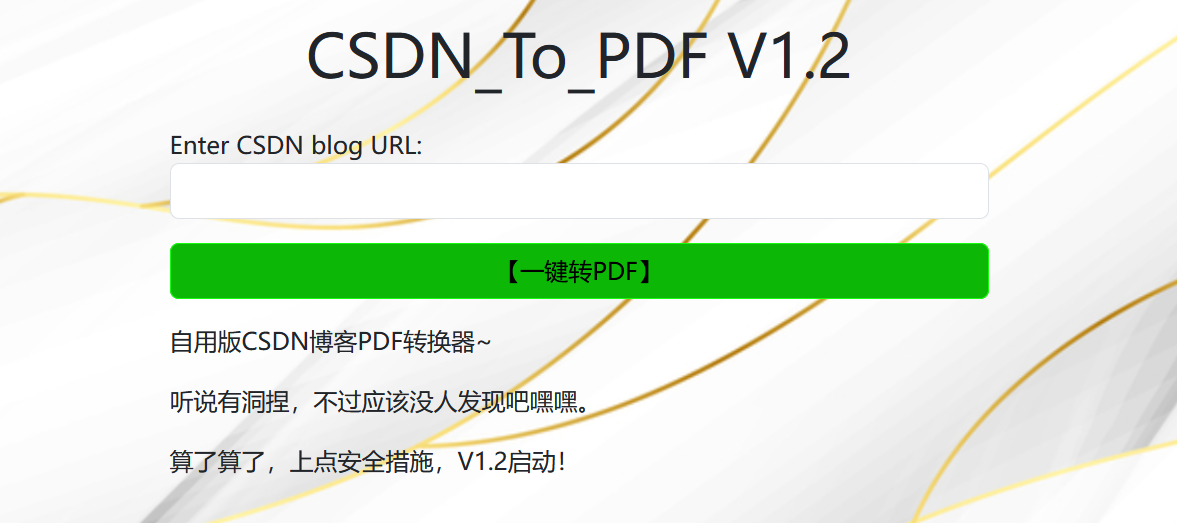 CSDN_To_PDF V1.2
Enter CSDN blog URL:
【一键转PDF】
自用版CSDN博客PDF转换器~
听说有洞捏，不过应该没人发现吧嘿嘿。
算了算了，上点安全措施，V1.2启动！